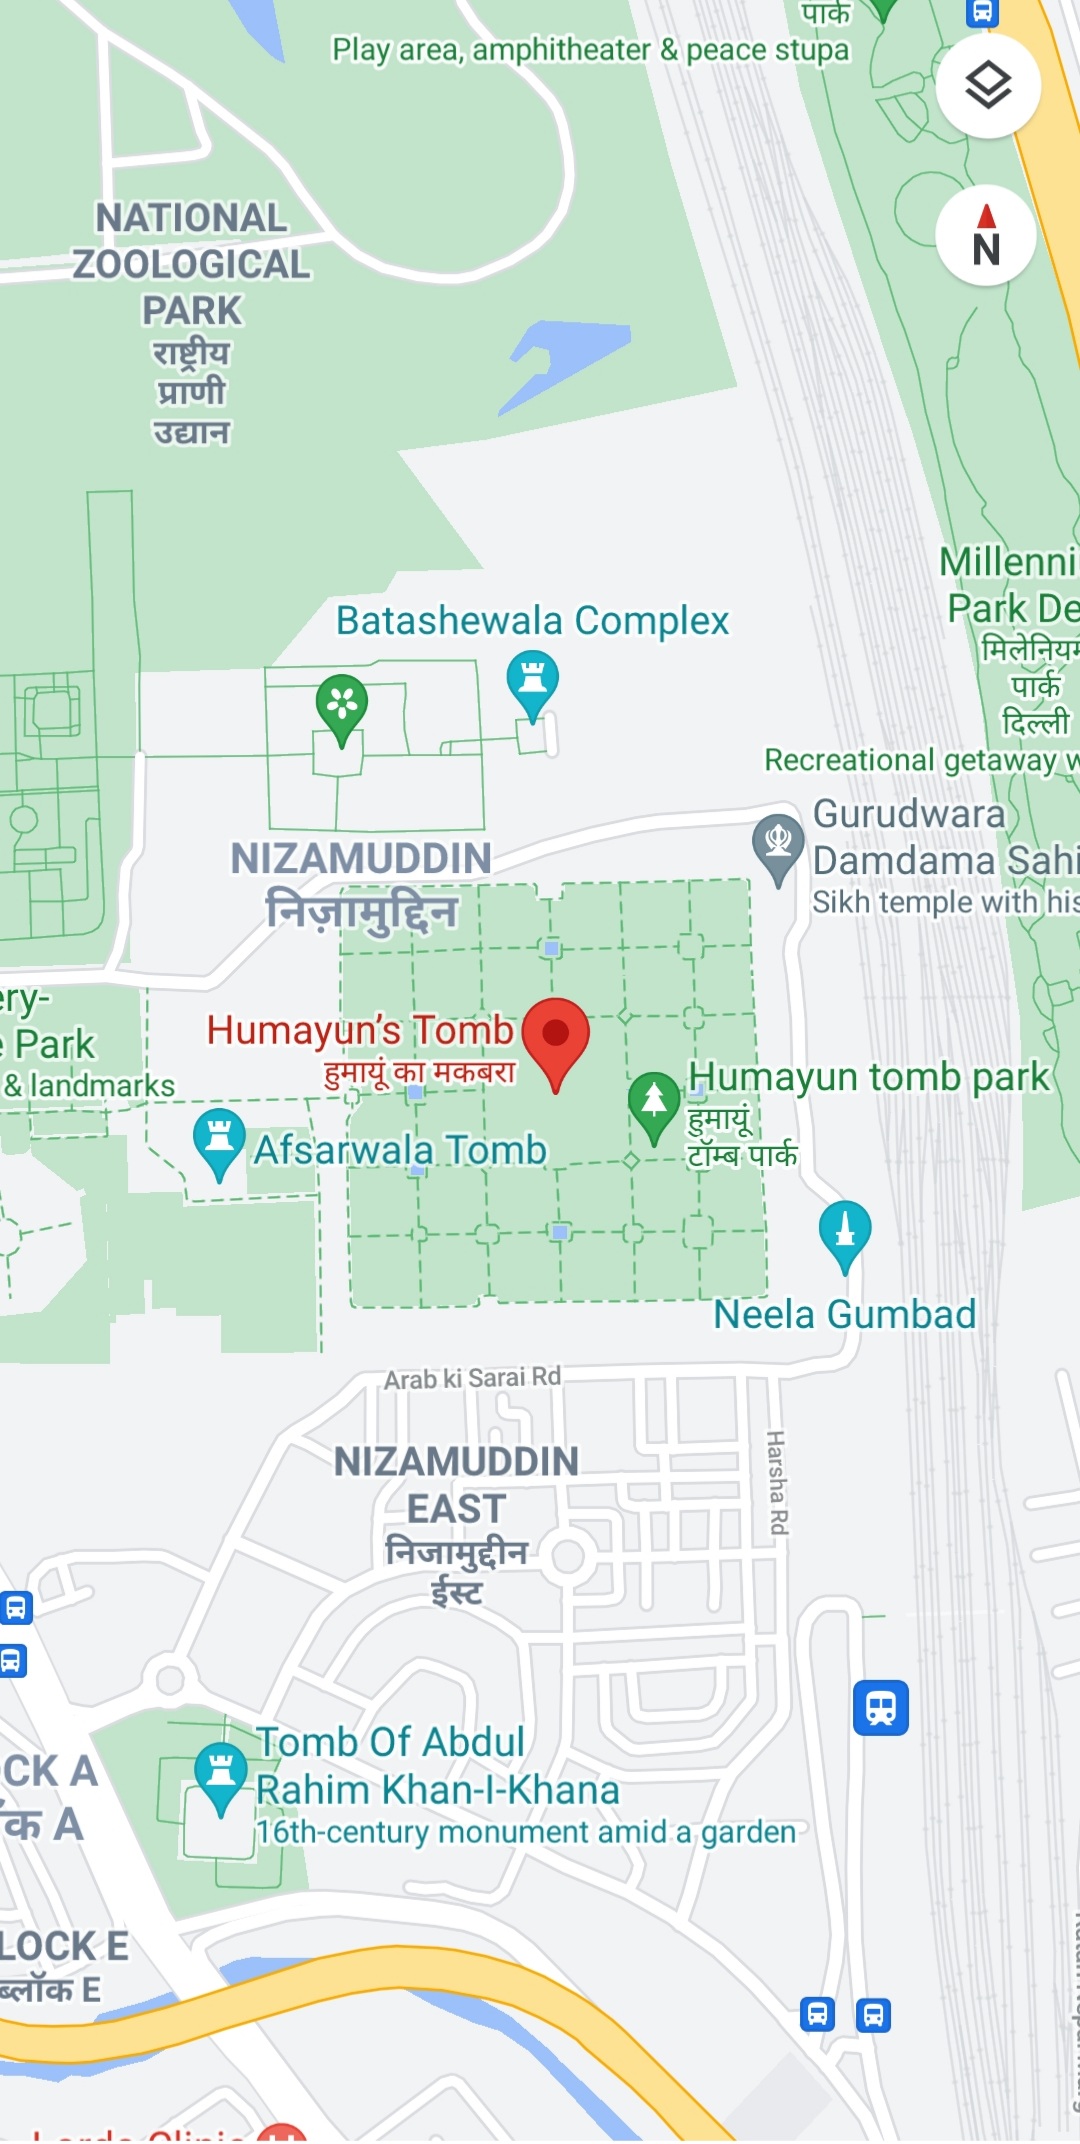 पार्क
Play area, amphitheater & peace stupa
N
NATIONAL
ZOOLOGICAL
PARK
राष्ट्रीय
प्राणी
उद्यान
Millenni
Park De
मिलेनियम
पार्क
दिल्ली
Recreational getaway w
Batashewala Complex
Gurudwara
Damdama Sahi
Sikh temple with his
NIZAMUDDIN
निज़ामुद्दिन
ery-
e Park
& landmarks
Humayun's Tomb
हुमायूं का मकबरा
Humayun tomb park
हुमायूं
टॉम्ब पार्क
Afsarwala Tomb
Neela Gumbad
Arab ki Sarai Rd
Harsha Rd
NIZAMUDDIN
EAST
निजामुद्दीन
ईस्ट
Tomb Of Abdul
Rahim Khan-I-Khana
16th-century monument amid a garden
OCK A
ॉक A
LOCK E
ब्लॉक E